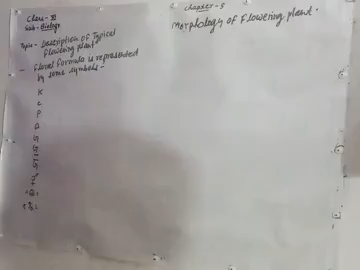 Chapter - 5
Class - XI
Morphology of Flowering plant.
Sub - Biology
Topic - Description of Typical
flowering plant
- Floral formula is represented
by some symbols -
K
C
P
A
G